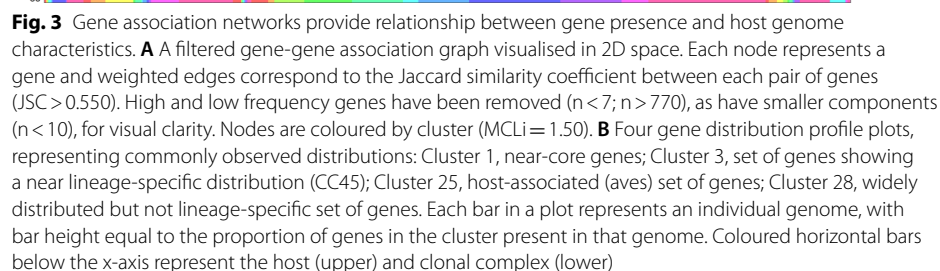 Fig. 3 Gene association networks provide relationship between gene presence and host genome
characteristics. A A filtered gene-gene association graph visualised in 2D space. Each node represents a
gene and weighted edges correspond to the Jaccard similarity coefficient between each pair of genes
(JSC > 0.550). High and low frequency genes have been removed (n < 7; n > 770), as have smaller components
(n < 10), for visual clarity. Nodes are coloured by cluster (MCLi = 1.50). B Four gene distribution profile plots,
representing commonly observed distributions: Cluster 1, near-core genes; Cluster 3, set of genes showing
a near lineage-specific distribution (CC45); Cluster 25, host-associated (aves) set of genes; Cluster 28, widely
distributed but not lineage-specific set of genes. Each bar in a plot represents an individual genome, with
bar height equal to the proportion of genes in the cluster present in that genome. Coloured horizontal bars
below the x-axis represent the host (upper) and clonal complex (lower)